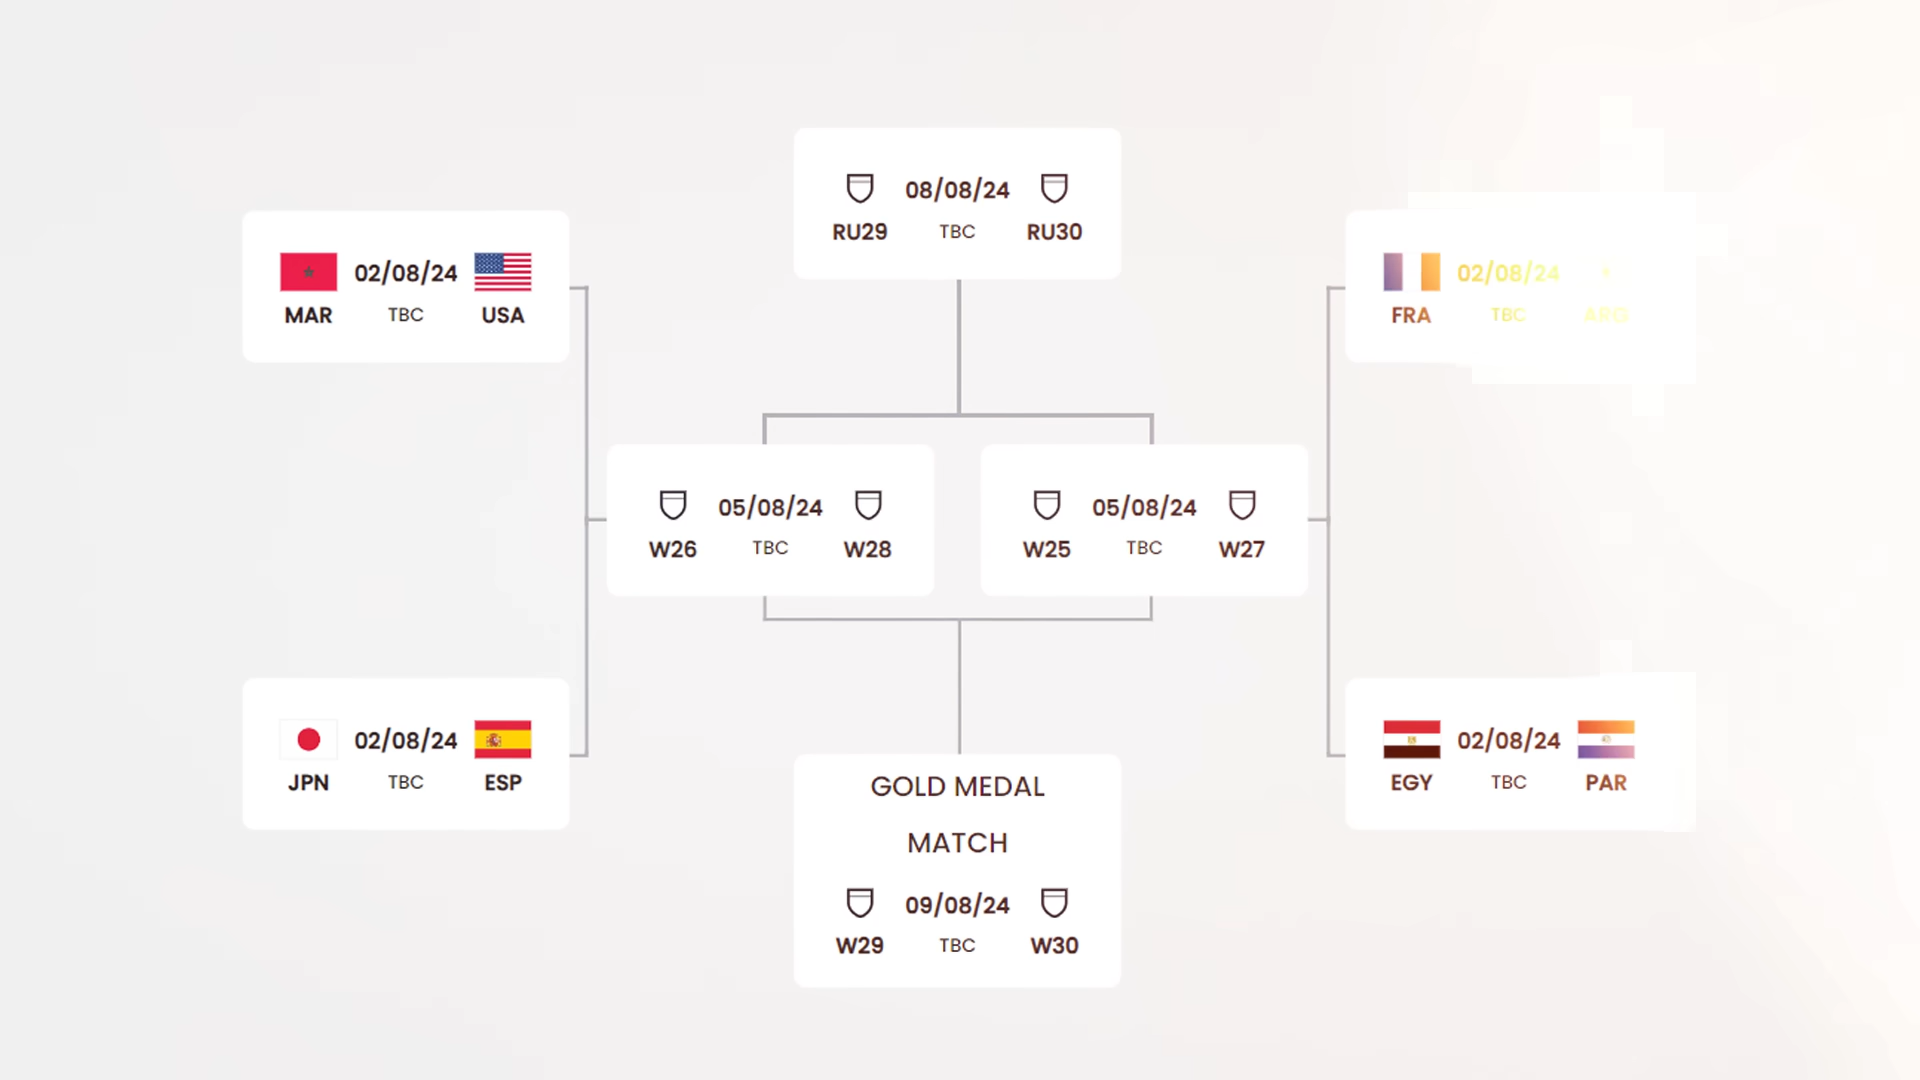 RU29 08/08/24 RU30
TBC
MAR 02/08/24 USA
TBC
FRA 02/08/24 ARG
TBC
W26 05/08/24 W28
TBC
W25 05/08/24 W27
TBC
JPN 02/08/24 ESP
TBC
EGY 02/08/24 PAR
TBC
GOLD MEDAL
MATCH
W29 09/08/24 W30
TBC